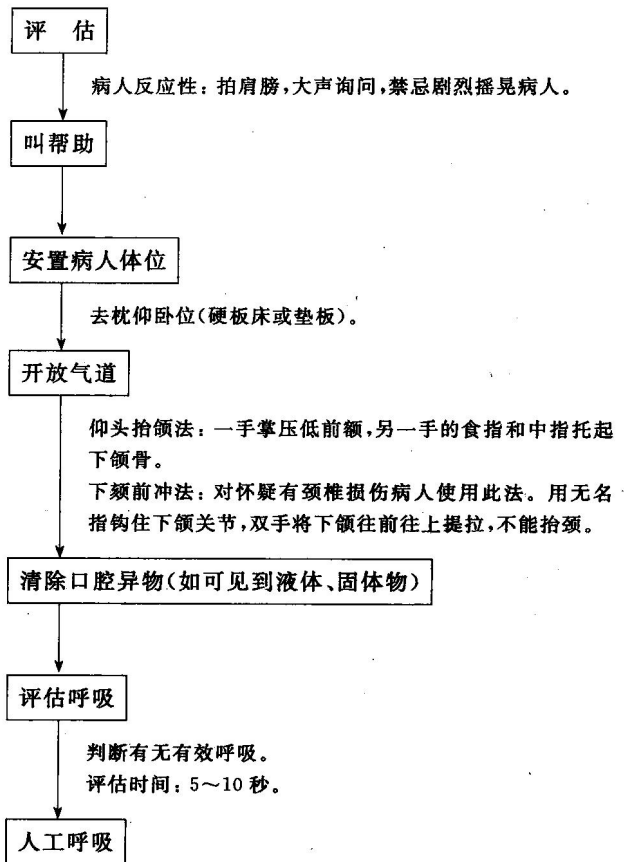 评 估
病人反应性：拍肩膀，大声询问，禁忌剧烈摇晃病人。
叫帮助
安置病人体位
去枕仰卧位（硬板床或垫板）。
开放气道
仰头抬颌法：一手掌压低前额，另一手的食指和中指托起
下颌骨。
下颏前冲法：对怀疑有颈椎损伤病人使用此法。用无名
指钩住下颌关节，双手将下颌往前往上提拉，不能抬颈。
清除口腔异物（如可见到液体、固体物）
评估呼吸
判断有无有效呼吸。
评估时间：5～10 秒。
人工呼吸